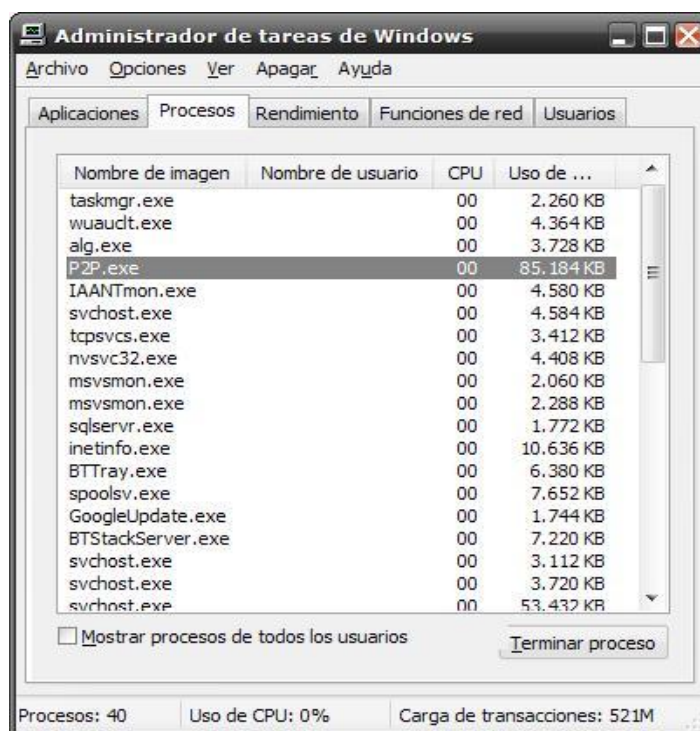 Administrador de tareas de Windows
Archivo Opciones Ver Apagar Ayuda
Aplicaciones Procesos Rendimiento Funciones de red Usuarios
Nombre de imagen Nombre de usuario CPU Uso de ...
taskmgr.exe 00 2.260 KB
wuauclt.exe 00 4.364 KB
alg.exe 00 3.728 KB
P2P.exe 00 85.184 KB
IAANTmon.exe 00 4.580 KB
svchost.exe 00 4.584 KB
tcpsvcs.exe 00 3.412 KB
nvsvc32.exe 00 4.408 KB
msvsmon.exe 00 2.060 KB
msvsmon.exe 00 2.288 KB
sqlservr.exe 00 1.772 KB
inetinfo.exe 00 10.636 KB
BTTray.exe 00 6.380 KB
spoolsv.exe 00 7.652 KB
GoogleUpdate.exe 00 1.744 KB
BTStackServer.exe 00 7.220 KB
svchost.exe 00 3.112 KB
svchost.exe 00 3.720 KB
svchost.exe 00 53.432 KB
Mostrar procesos de todos los usuarios Terminar proceso
Procesos: 40 Uso de CPU: 0% Carga de transacciones: 521M